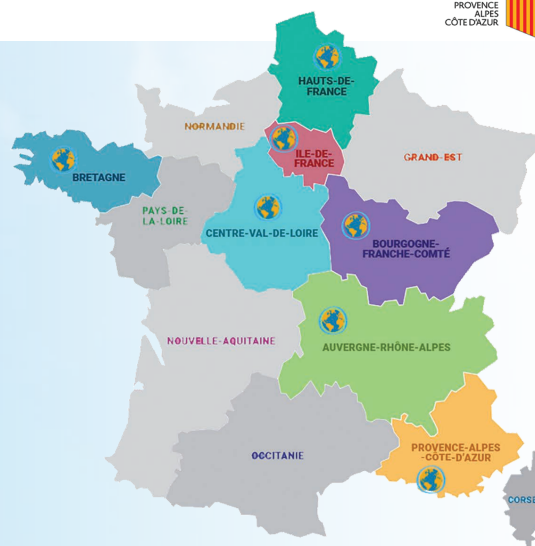 PROVENCE
ALPES
CÔTE D'AZUR
HAUTS-DE-
FRANCE
NORMANDIE
ILE-DE-
FRANCE
GRAND-EST
BRETAGNE
PAYS-DE-
LA-LOIRE
CENTRE-VAL-DE-LOIRE
BOURGOGNE-
FRANCHE-COMTÉ
NOUVELLE-AQUITAINE
AUVERGNE-RHÔNE-ALPES
OCCITANIE
PROVENCE-ALPES
-CÔTE-D'AZUR
CORSE